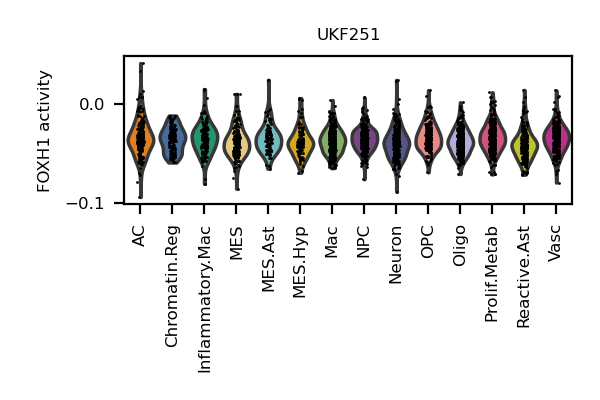 UKF251
FOXH1 activity
0.0
−0.1
AC
Chromatin.Reg
Inflammatory.Mac
MES
MES.Ast
MES.Hyp
Mac
NPC
Neuron
OPC
Oligo
Prolif.Metab
Reactive.Ast
Vasc